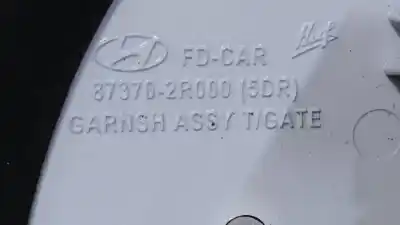 FD-CAR
87370-2R000 (5DR)
GARNSH ASSY T/GATE